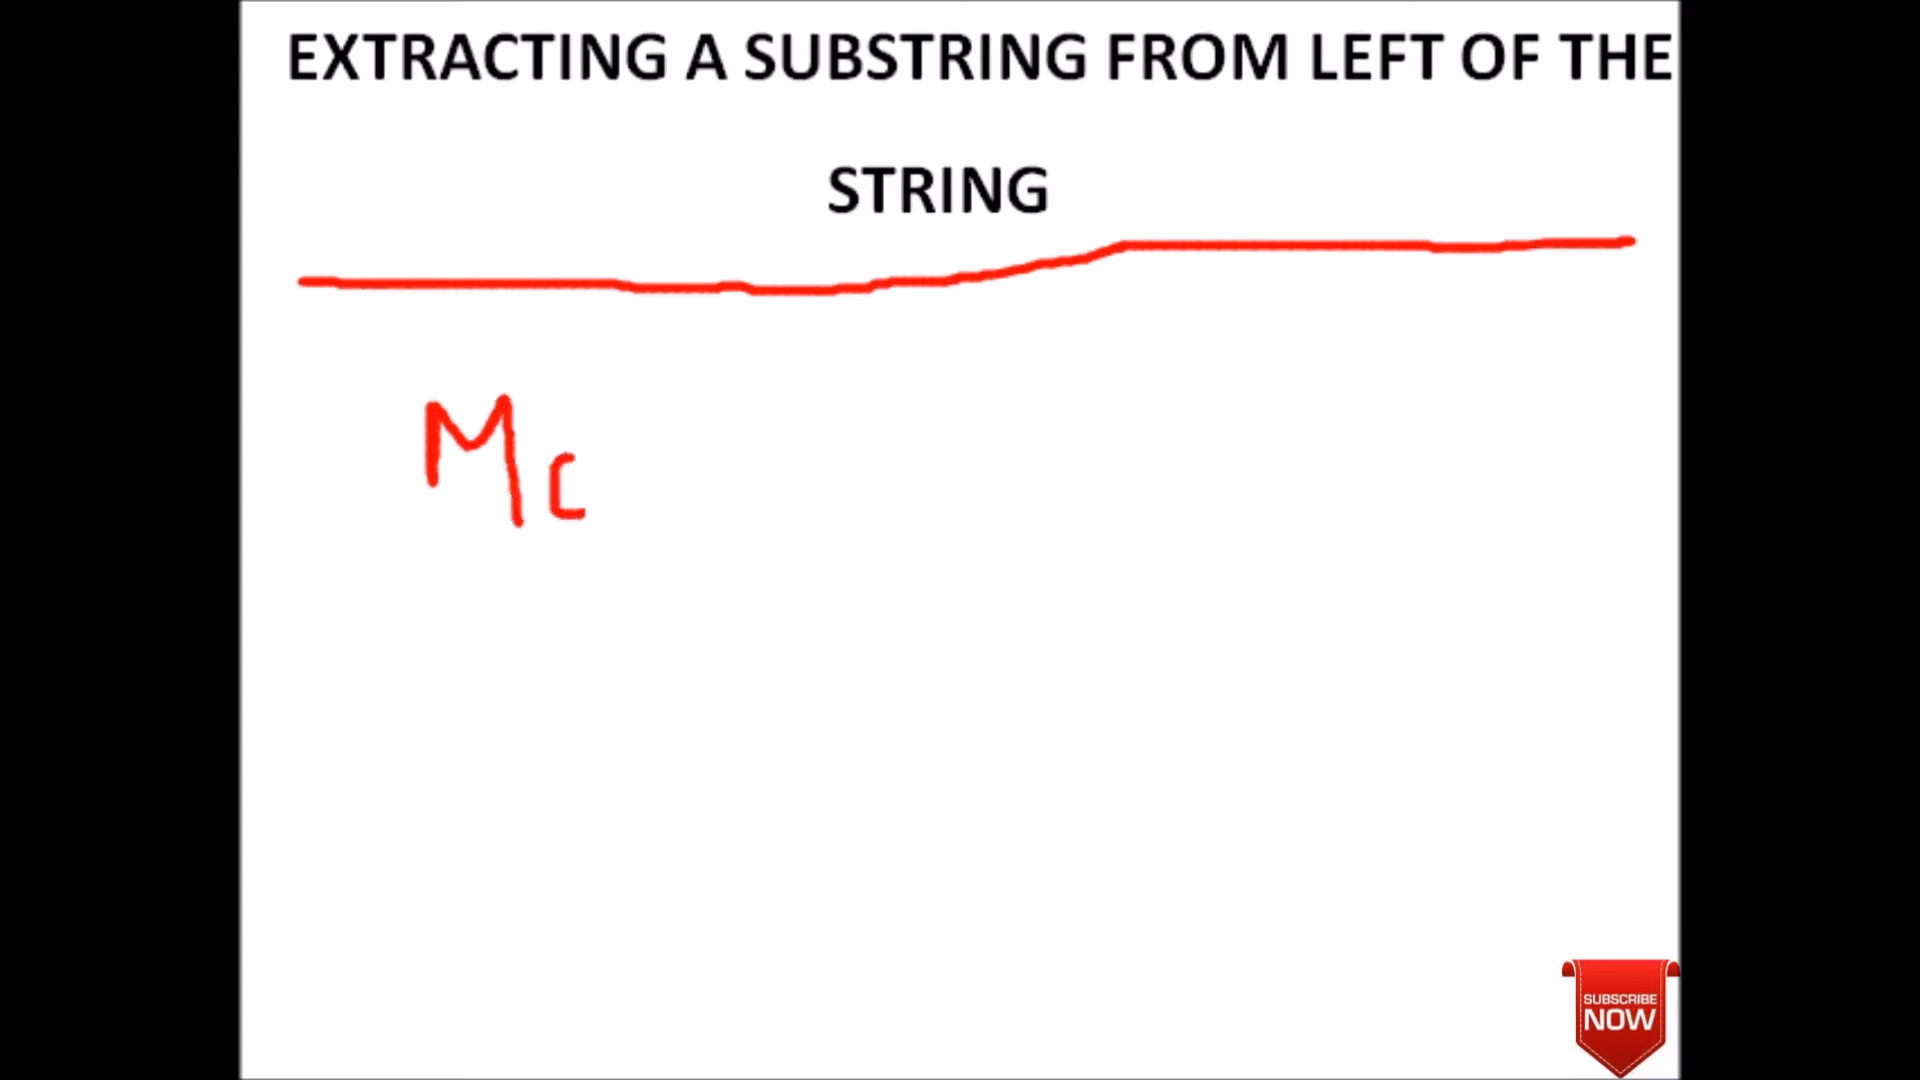 EXTRACTING A SUBSTRING FROM LEFT OF THE
STRING
Mc
SUBSCRIBE
NOW